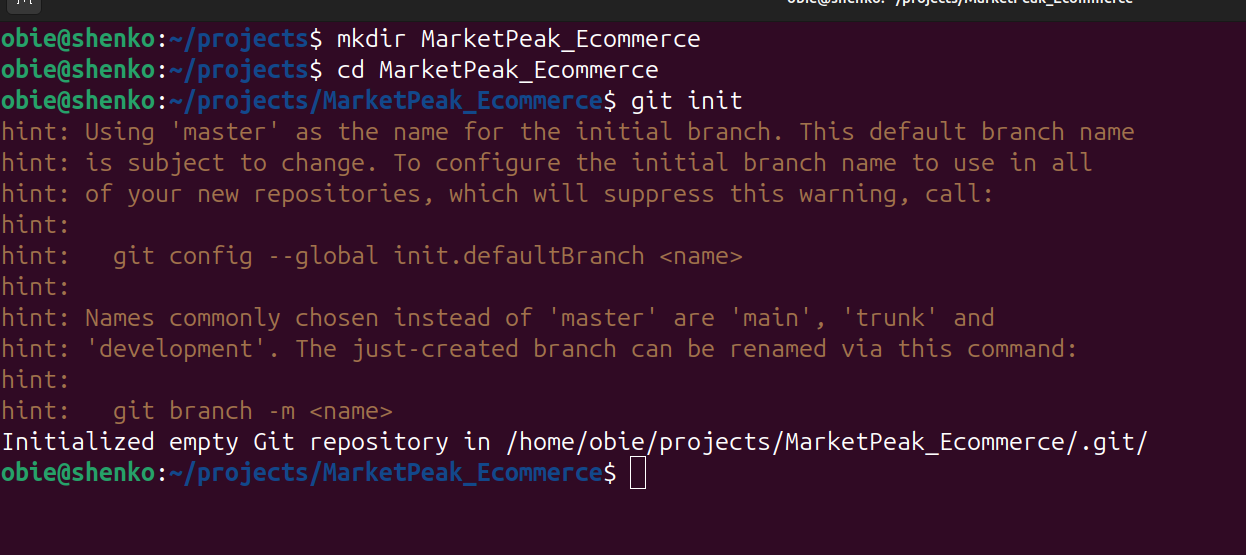 obie@shenko: ~/projects/MarketPeak_Ecommerce
obie@shenko:~/projects$ mkdir MarketPeak_Ecommerce
obie@shenko:~/projects$ cd MarketPeak_Ecommerce
obie@shenko:~/projects/MarketPeak_Ecommerce$ git init
hint: Using 'master' as the name for the initial branch. This default branch name
hint: is subject to change. To configure the initial branch name to use in all
hint: of your new repositories, which will suppress this warning, call:
hint:
hint:   git config --global init.defaultBranch <name>
hint:
hint: Names commonly chosen instead of 'master' are 'main', 'trunk' and
hint: 'development'. The just-created branch can be renamed via this command:
hint:
hint:   git branch -m <name>
Initialized empty Git repository in /home/obie/projects/MarketPeak_Ecommerce/.git/
obie@shenko:~/projects/MarketPeak_Ecommerce$